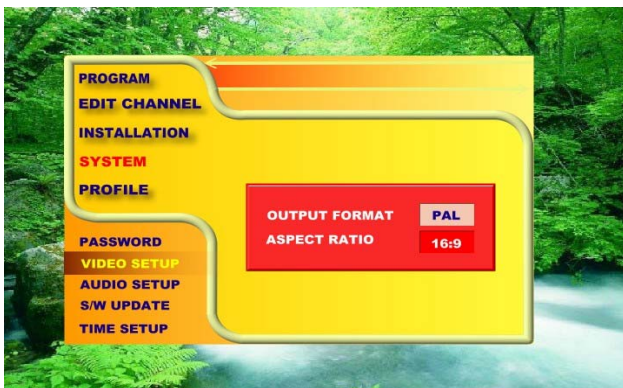 PROGRAM
EDIT CHANNEL
INSTALLATION
SYSTEM
PROFILE
PASSWORD
VIDEO SETUP
AUDIO SETUP
S/W UPDATE
TIME SETUP
OUTPUT FORMAT PAL
ASPECT RATIO 16:9